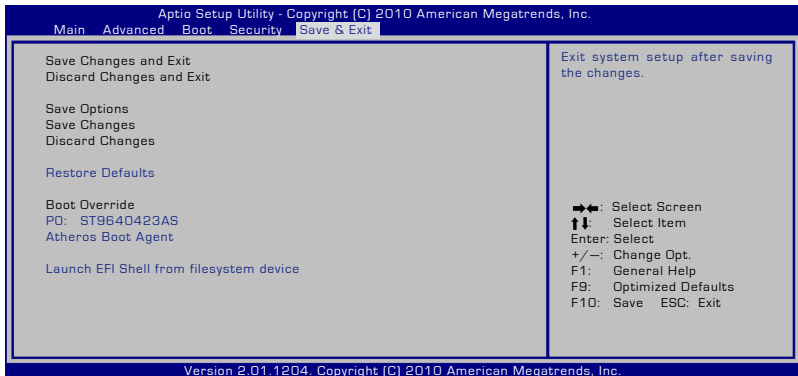 Aptio Setup Utility - Copyright (C) 2010 American Megatrends, Inc.
Main Advanced Boot Security Save & Exit
Save Changes and Exit
Discard Changes and Exit
Save Options
Save Changes
Discard Changes
Restore Defaults
Boot Override
P0: ST9640423AS
Atheros Boot Agent
Launch EFI Shell from filesystem device
Exit system setup after saving
the changes.
→←: Select Screen
↑↓: Select Item
Enter: Select
+/—: Change Opt.
F1: General Help
F9: Optimized Defaults
F10: Save ESC: Exit
Version 2.01.1204. Copyright (C) 2010 American Megatrends, Inc.